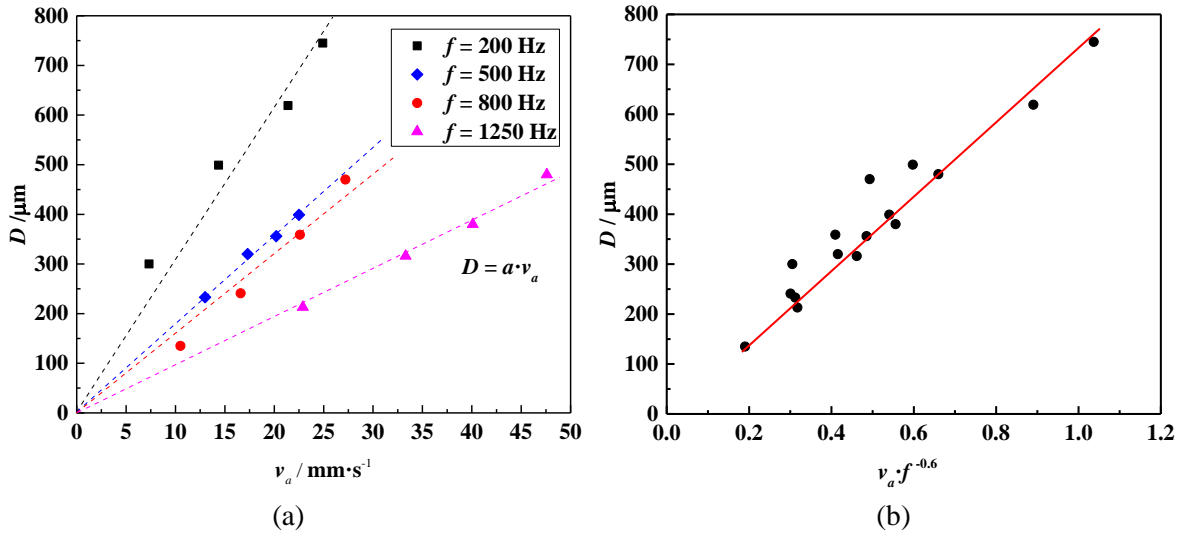 800
700
600
500
400
300
200
100
0
D /μm
f = 200 Hz
f = 500 Hz
f = 800 Hz
f = 1250 Hz
D = a·vₐ
0 5 10 15 20 25 30 35 40 45 50
vₐ / mm·s⁻¹
(a)
800
700
600
500
400
300
200
100
0
D / μm
0.0 0.2 0.4 0.6 0.8 1.0 1.2
vₐ·f⁻⁰·⁶
(b)